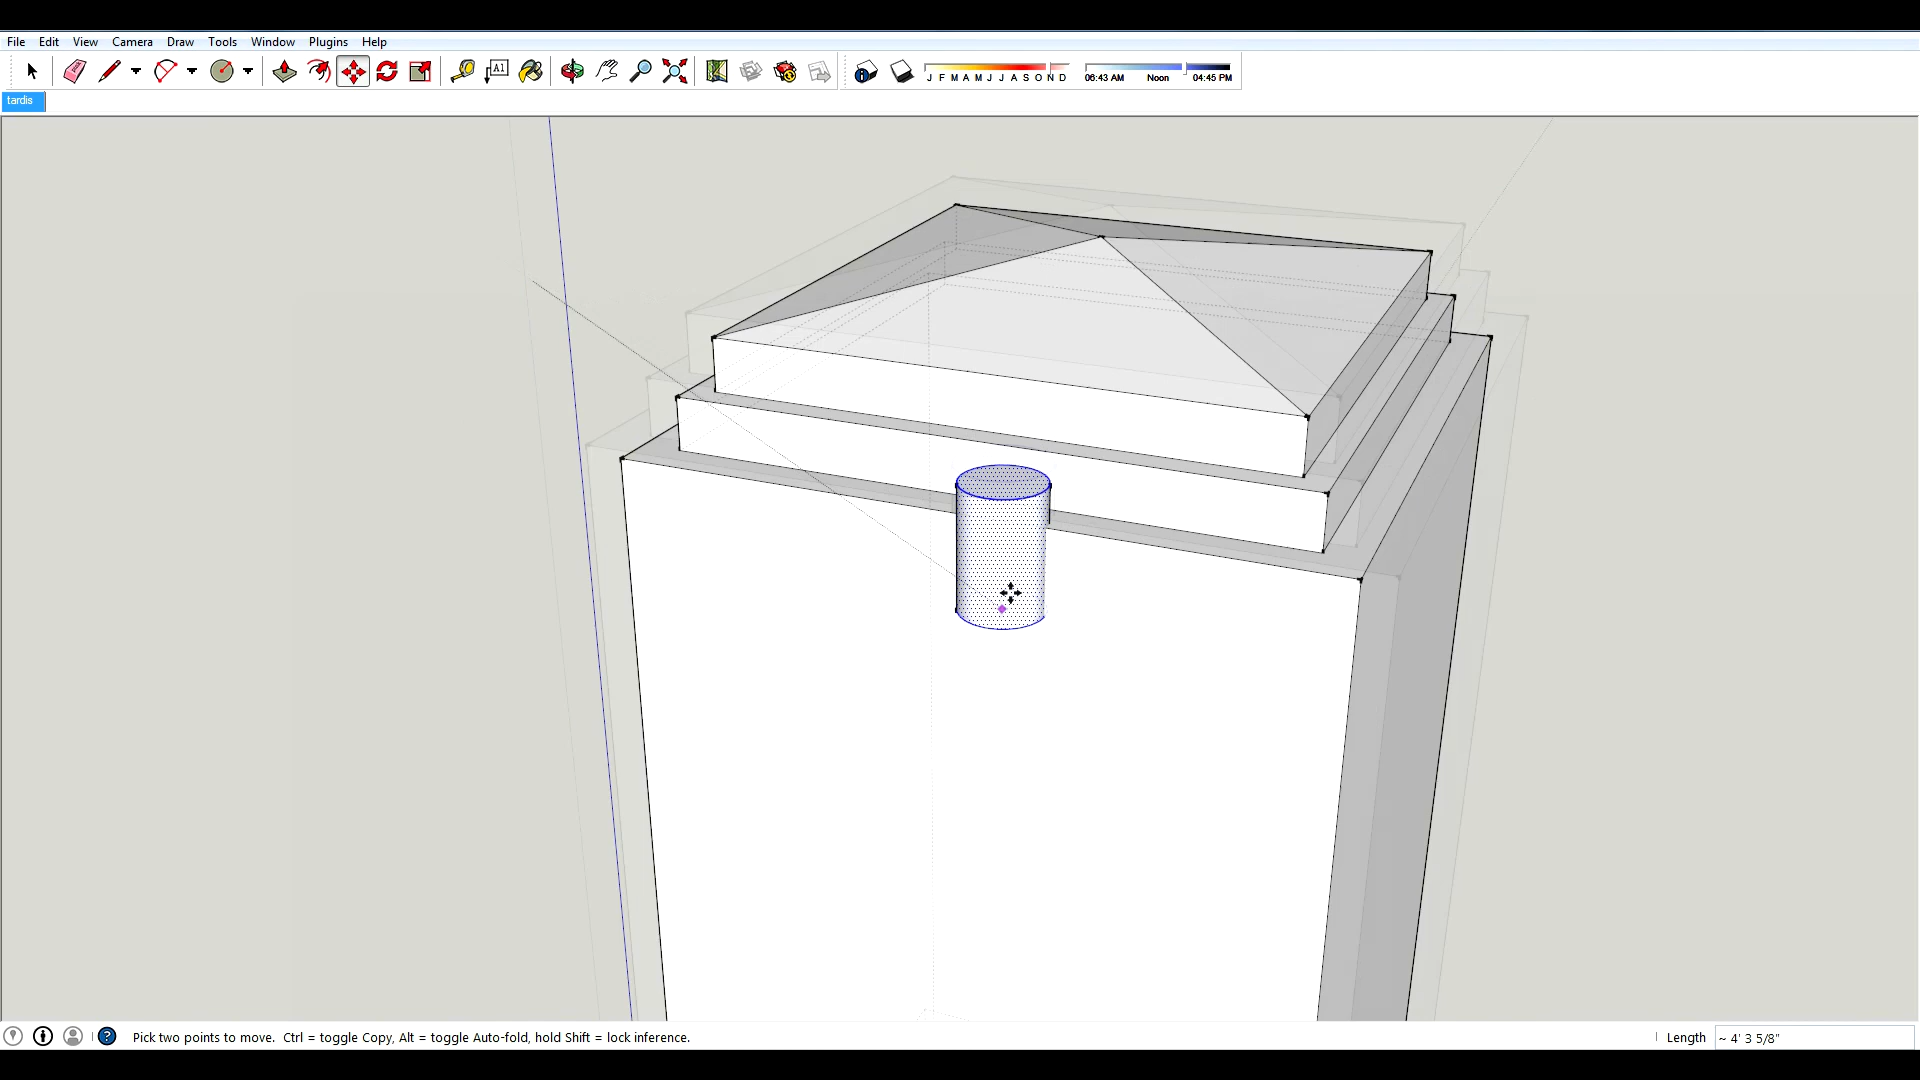 File Edit View Camera Draw Tools Window Plugins Help
A1
J F M A M J J A S O N D
06:43 AM Noon 04:45 PM
tardis
Pick two points to move. Ctrl = toggle Copy, Alt = toggle Auto-fold, hold Shift = lock inference.
Length ~ 4' 3 5/8"